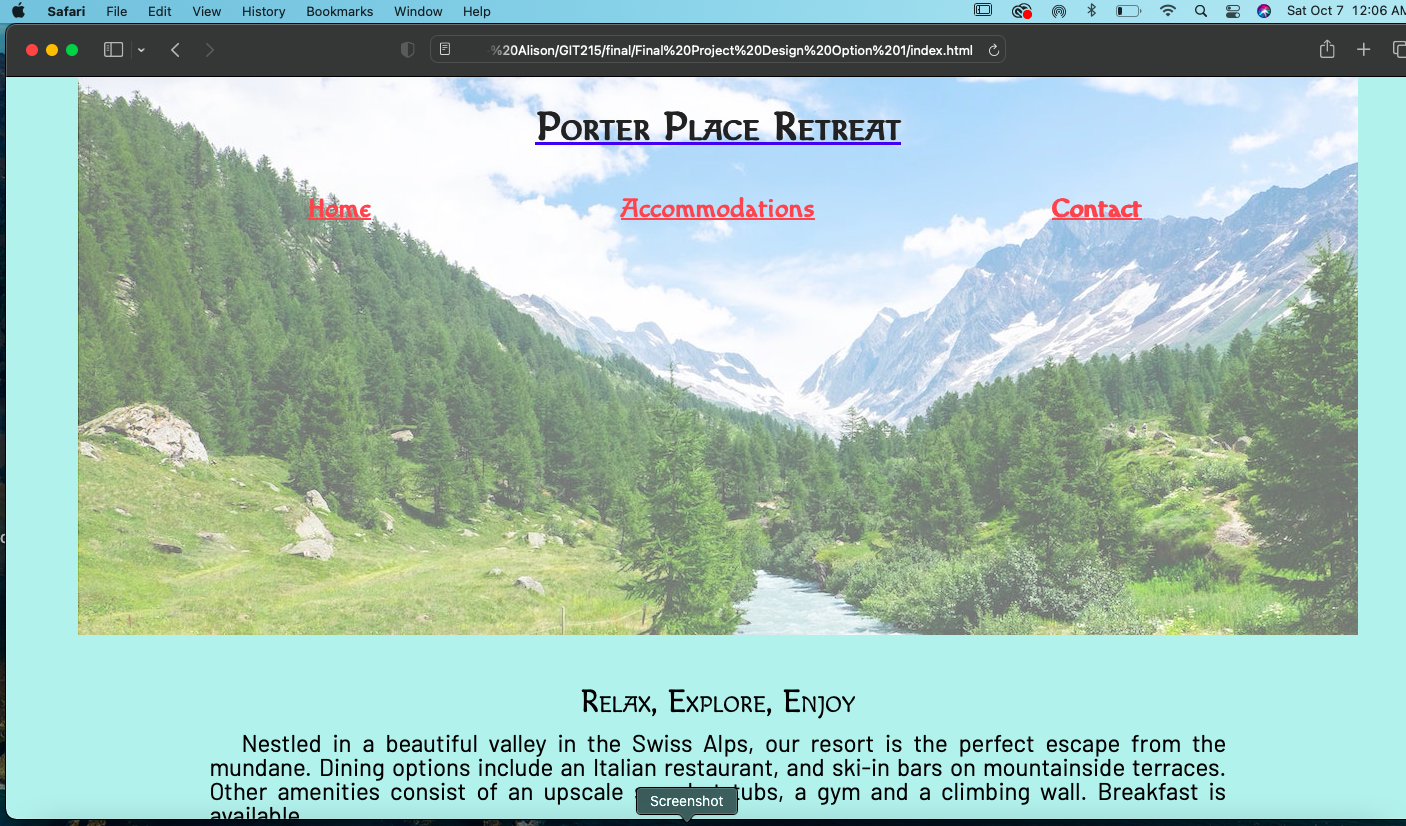 Safari File Edit View History Bookmarks Window Help Sat Oct 7 12:06 AM
%20Alison/GIT215/final/Final%20Project%20Design%20Option%201/index.html
Porter Place Retreat
Home Accommodations Contact
Relax, Explore, Enjoy
Nestled in a beautiful valley in the Swiss Alps, our resort is the perfect escape from the
mundane. Dining options include an Italian restaurant, and ski-in bars on mountainside terraces.
Other amenities consist of an upscale tubs, a gym and a climbing wall. Breakfast is
Screenshot
available